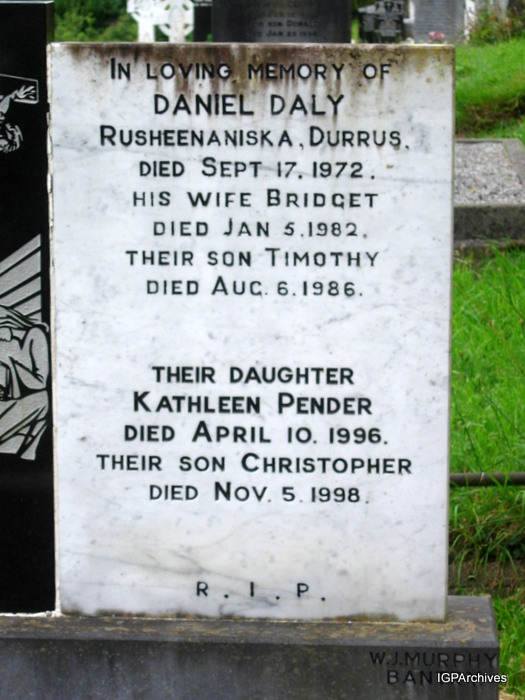 IN LOVING MEMORY OF
DANIEL DALY
RUSHEENANISKA, DURRUS.
DIED SEPT 17. 1972.
HIS WIFE BRIDGET
DIED JAN 5. 1982.
THEIR SON TIMOTHY
DIED AUG. 6. 1986.
THEIR DAUGHTER
KATHLEEN PENDER
DIED APRIL 10. 1996.
THEIR SON CHRISTOPHER
DIED NOV. 5. 1998.
R. I. P.
W.J. MURPHY
IGPArchives